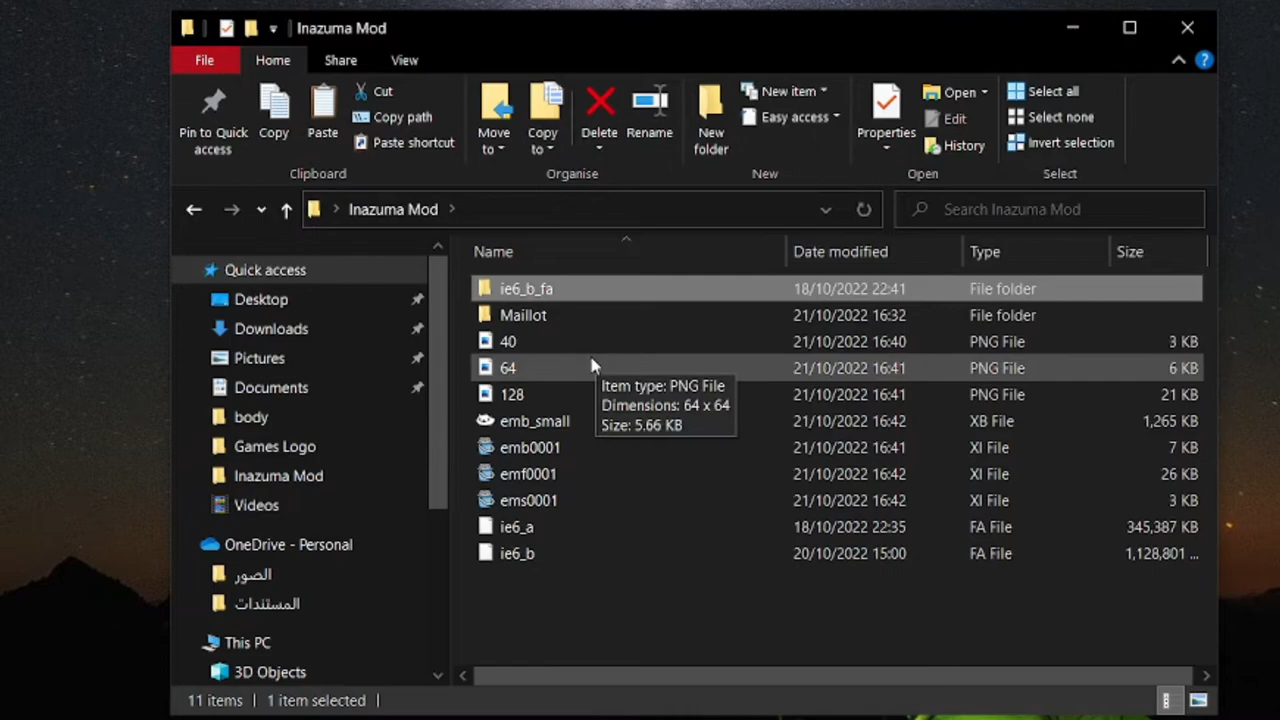 Inazuma Mod
File Home Share View
Pin to Quick access
Copy
Paste
Cut
Copy path
Paste shortcut
Clipboard
Move to
Copy to
Delete
Rename
Organise
New folder
New item
Easy access
New
Properties
Open
Edit
History
Open
Select all
Select none
Invert selection
Select
Inazuma Mod
Search Inazuma Mod
Quick access
Desktop
Downloads
Pictures
Documents
body
Games Logo
Inazuma Mod
Videos
OneDrive - Personal
الصور
المستندات
This PC
3D Objects
Name Date modified Type Size
ie6_b_fa 18/10/2022 22:41 File folder
Maillot 21/10/2022 16:32 File folder
40 21/10/2022 16:40 PNG File 3 KB
64 21/10/2022 16:41 PNG File 6 KB
128 21/10/2022 16:41 PNG File 21 KB
emb_small 21/10/2022 16:42 XB File 1,265 KB
emb0001 21/10/2022 16:41 XI File 7 KB
emf0001 21/10/2022 16:42 XI File 26 KB
ems0001 21/10/2022 16:42 XI File 3 KB
ie6_a 18/10/2022 22:35 FA File 345,387 KB
ie6_b 20/10/2022 15:00 FA File 1,128,801 ...
Item type: PNG File
Dimensions: 64 x 64
Size: 5.66 KB
11 items 1 item selected